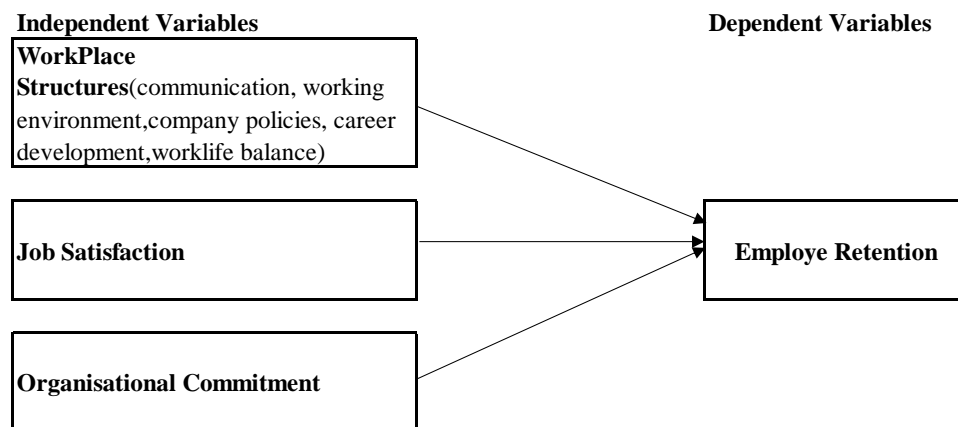 Independent Variables
Dependent Variables
WorkPlace
Structures(communication, working
environment,company policies, career
development,worklife balance)
Job Satisfaction
Employe Retention
Organisational Commitment